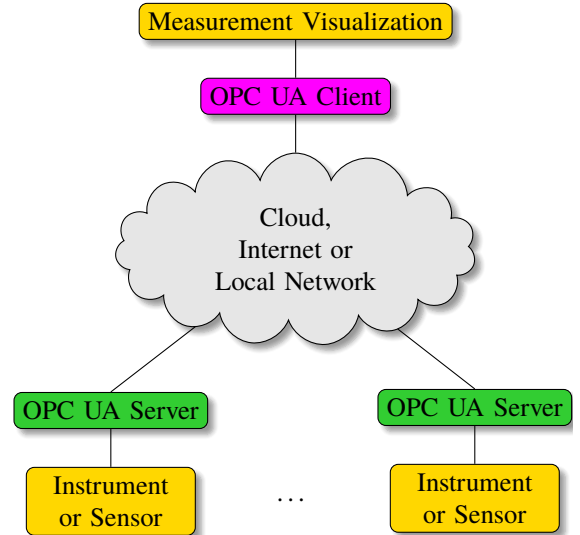 Measurement Visualization
OPC UA Client
Cloud,
Internet or
Local Network
OPC UA Server
OPC UA Server
Instrument
or Sensor
...
Instrument
or Sensor